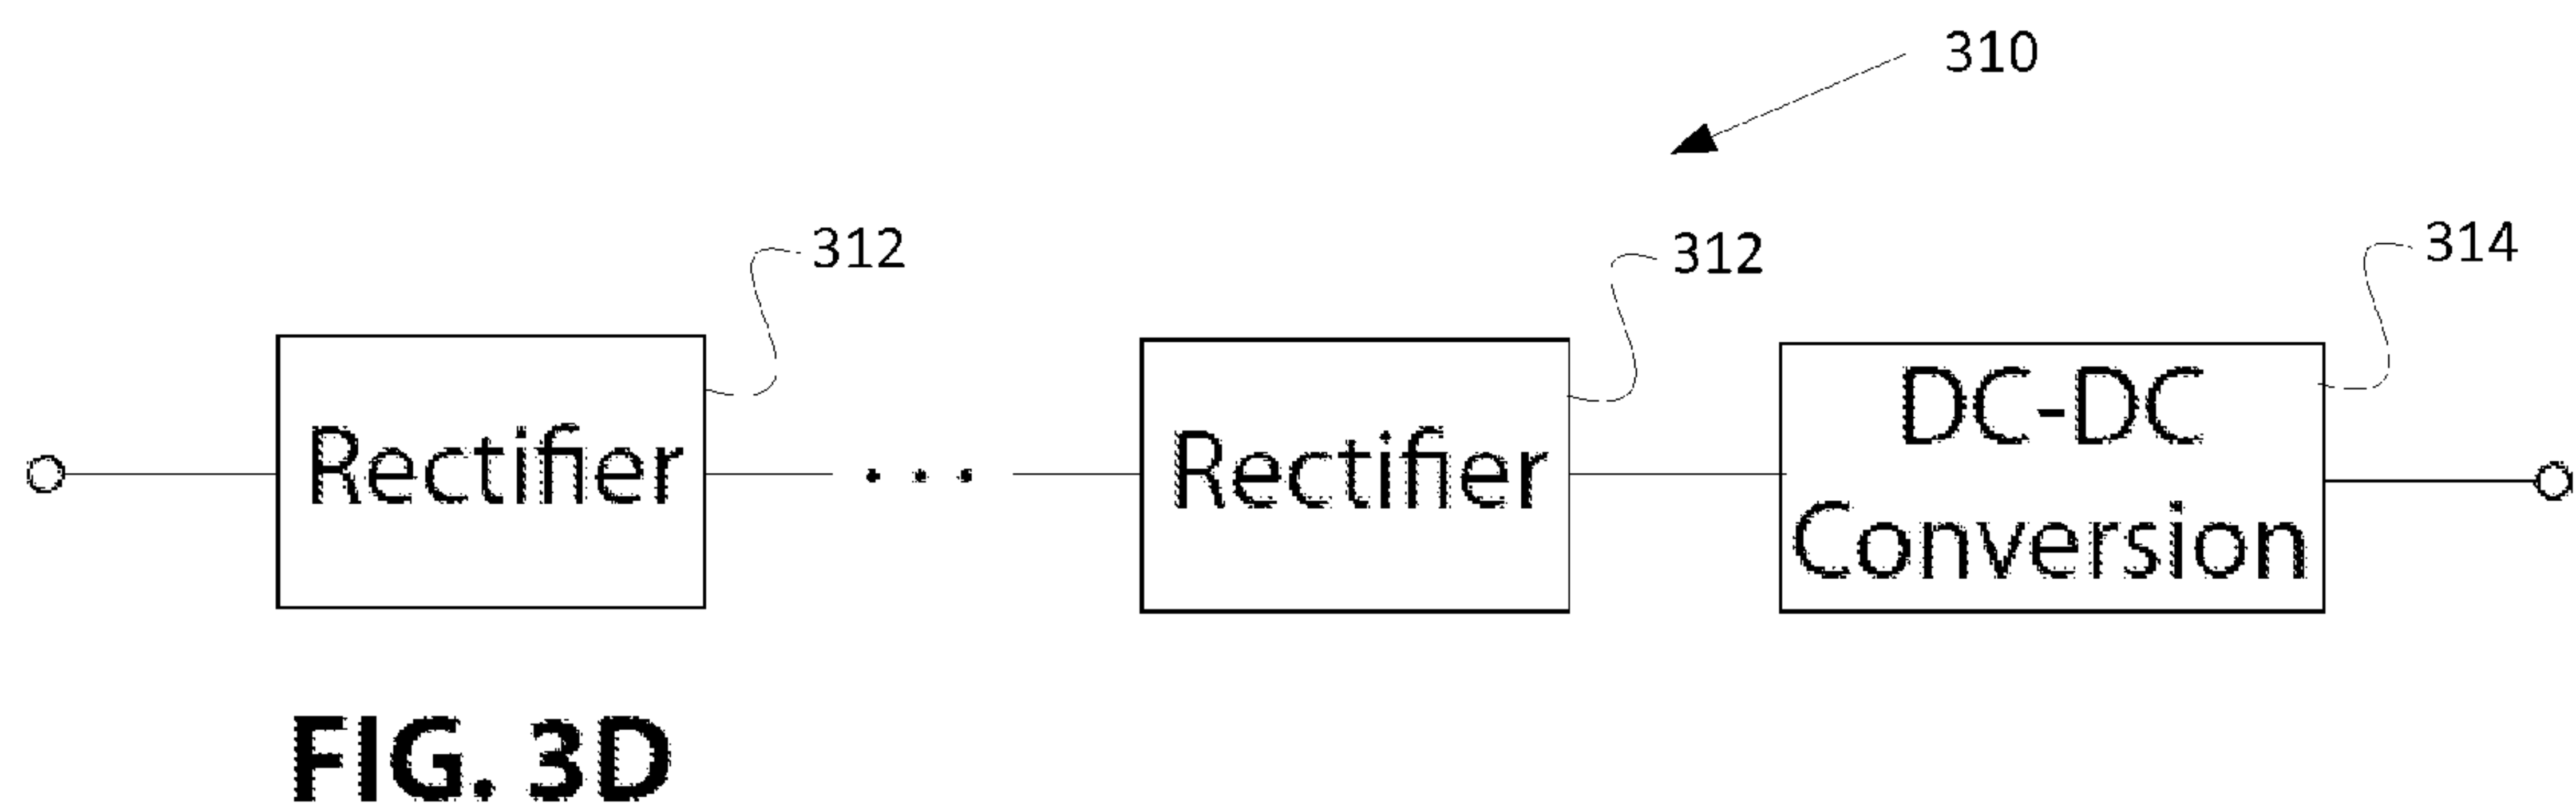 310
312
312
314
Rectifier
. . .
Rectifier
DC-DC
Conversion
FIG. 3D